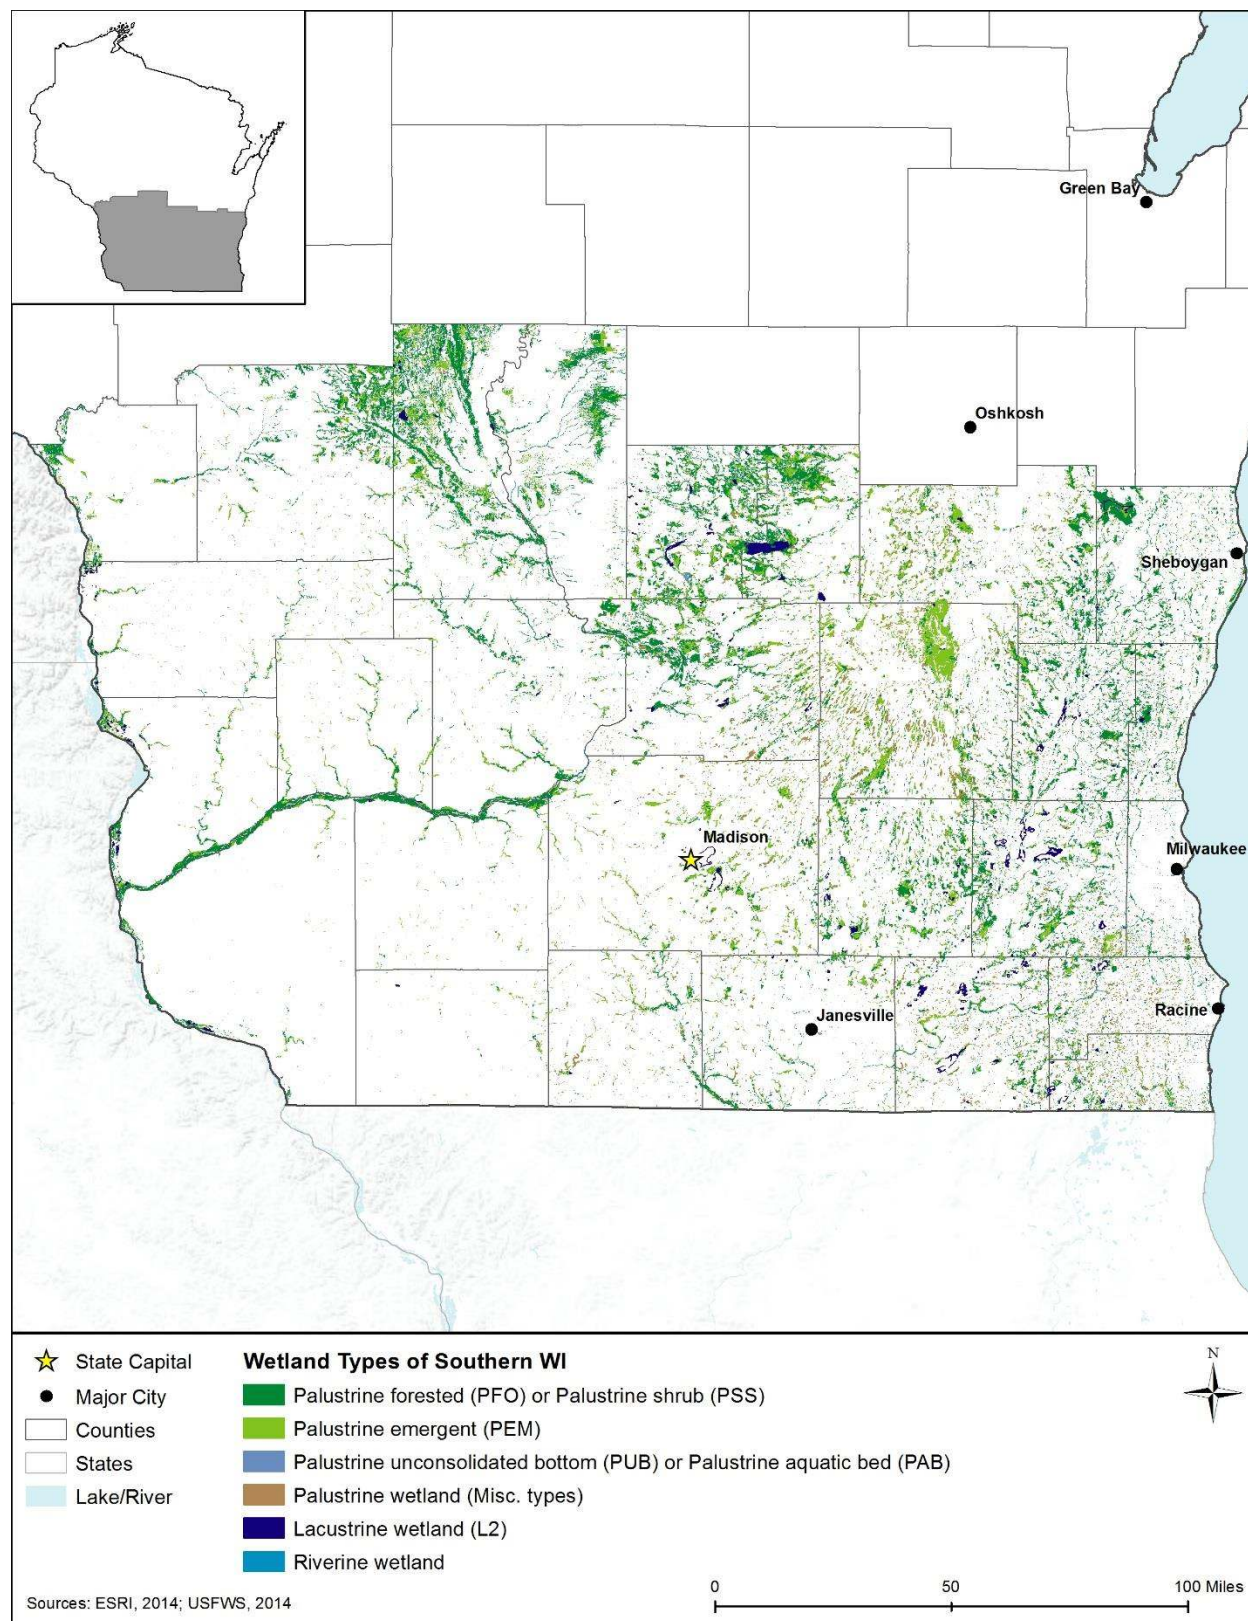 Green Bay
Oshkosh
Sheboygan
Madison
Milwaukee
Janesville
Racine
State Capital
Major City
Counties
States
Lake/River
Wetland Types of Southern WI
Palustrine forested (PFO) or Palustrine shrub (PSS)
Palustrine emergent (PEM)
Palustrine unconsolidated bottom (PUB) or Palustrine aquatic bed (PAB)
Palustrine wetland (Misc. types)
Lacustrine wetland (L2)
Riverine wetland
N
0 50 100 Miles
Sources: ESRI, 2014; USFWS, 2014